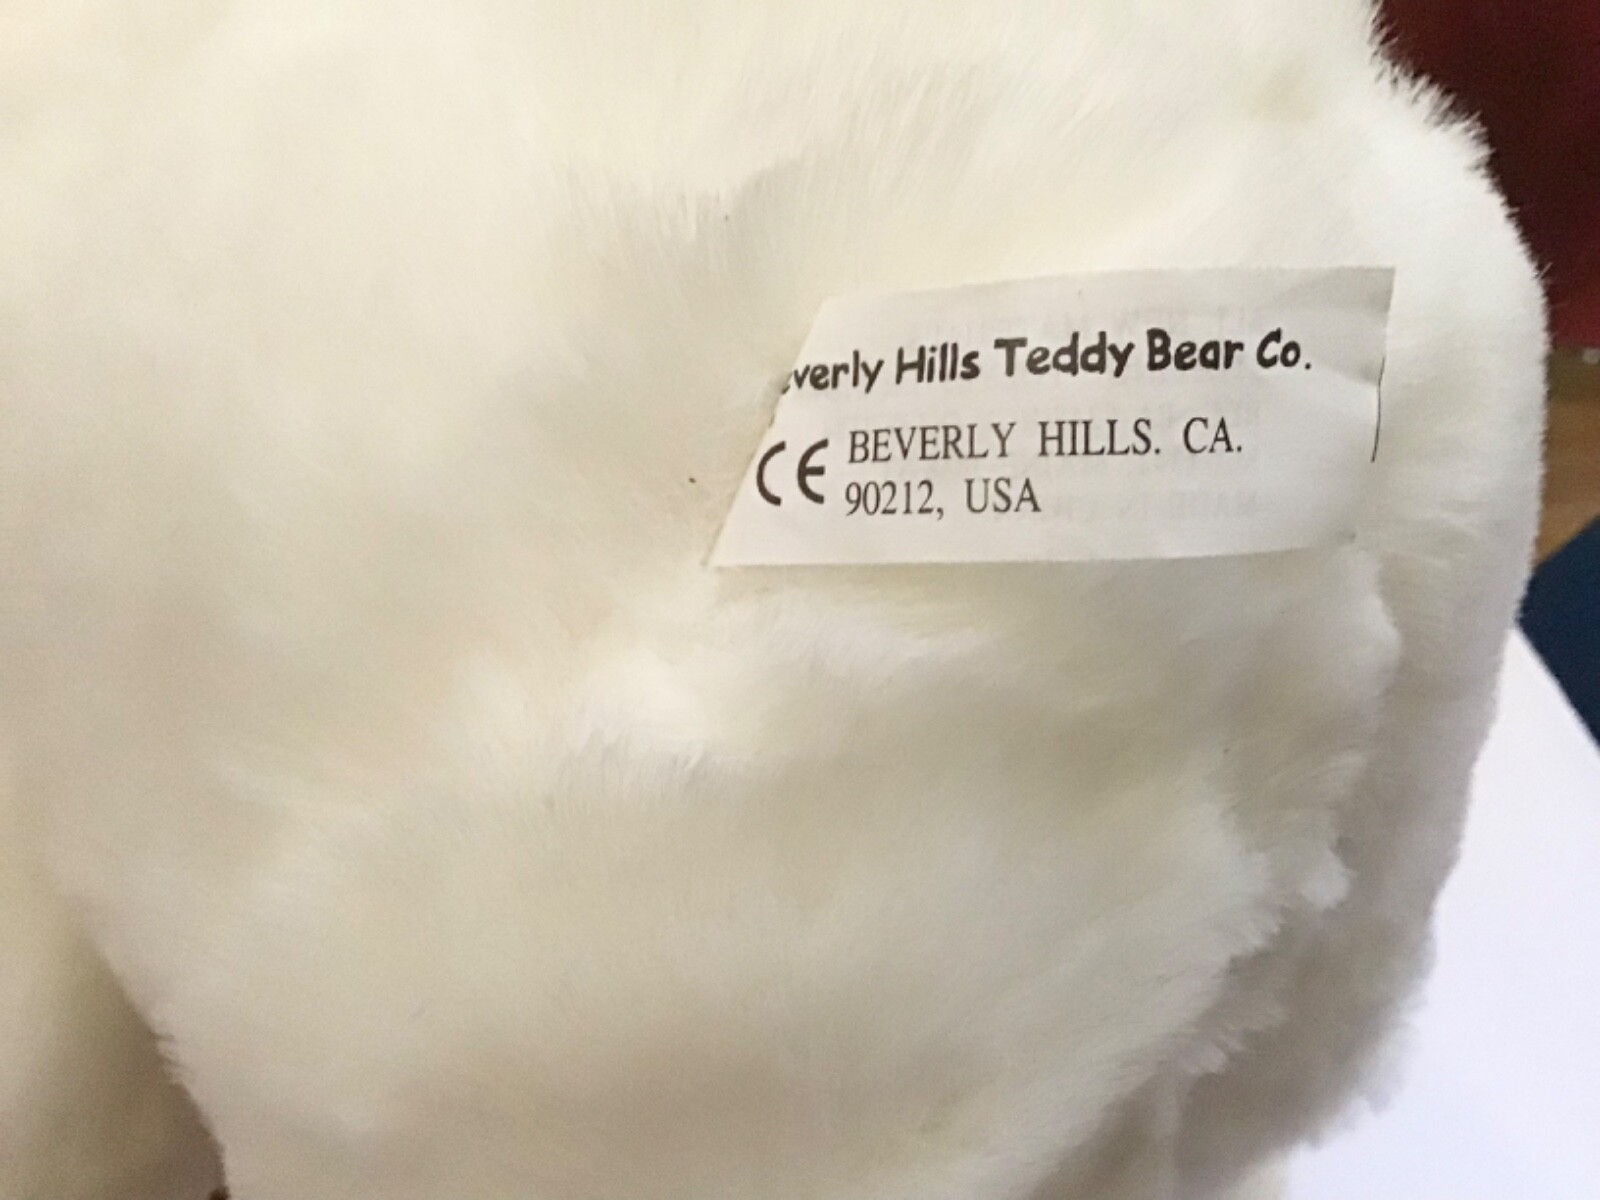 everly Hills Teddy Bear Co.
CE BEVERLY HILLS. CA.
90212, USA